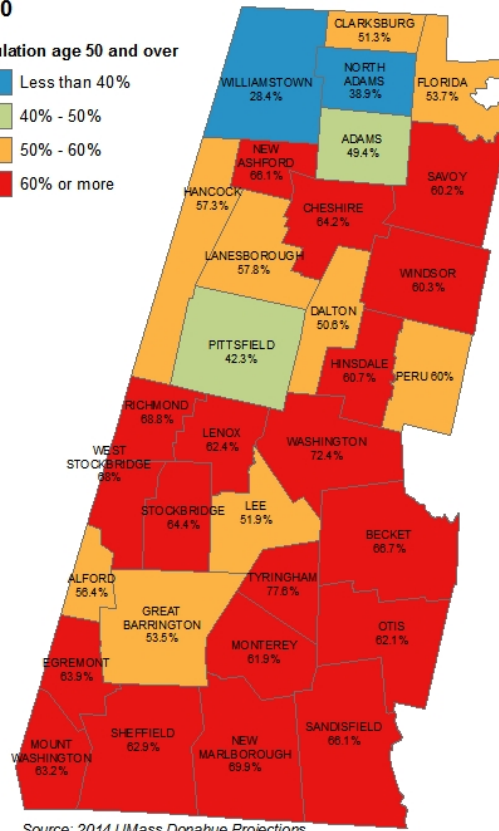 0
ulation age 50 and over
Less than 40%
40% - 50%
50% - 60%
60% or more
CLARKSBURG
51.3%
WILLIAMSTOWN
28.4%
NORTH
ADAMS
38.9%
FLORIDA
53.7%
ADAMS
49.4%
NEW
ASHFORD
66.1%
SAVOY
60.2%
HANCOCK
57.3%
CHESHIRE
64.2%
LANESBOROUGH
57.8%
WINDSOR
60.3%
DALTON
50.6%
PITTSFIELD
42.3%
HINSDALE
60.7%
PERU 60%
RICHMOND
68.8%
LENOX
62.4%
WASHINGTON
72.4%
WEST
STOCKBRIDGE
68%
STOCKBRIDGE
64.4%
LEE
51.9%
BECKET
66.7%
ALFORD
56.4%
TYRINGHAM
77.6%
GREAT
BARRINGTON
53.5%
OTIS
62.1%
MONTEREY
61.9%
EGREMONT
63.9%
MOUNT
WASHINGTON
63.2%
SHEFFIELD
62.9%
NEW
MARLBOROUGH
69.9%
SANDISFIELD
66.1%
Source: 2014 UMass Donahue Projections